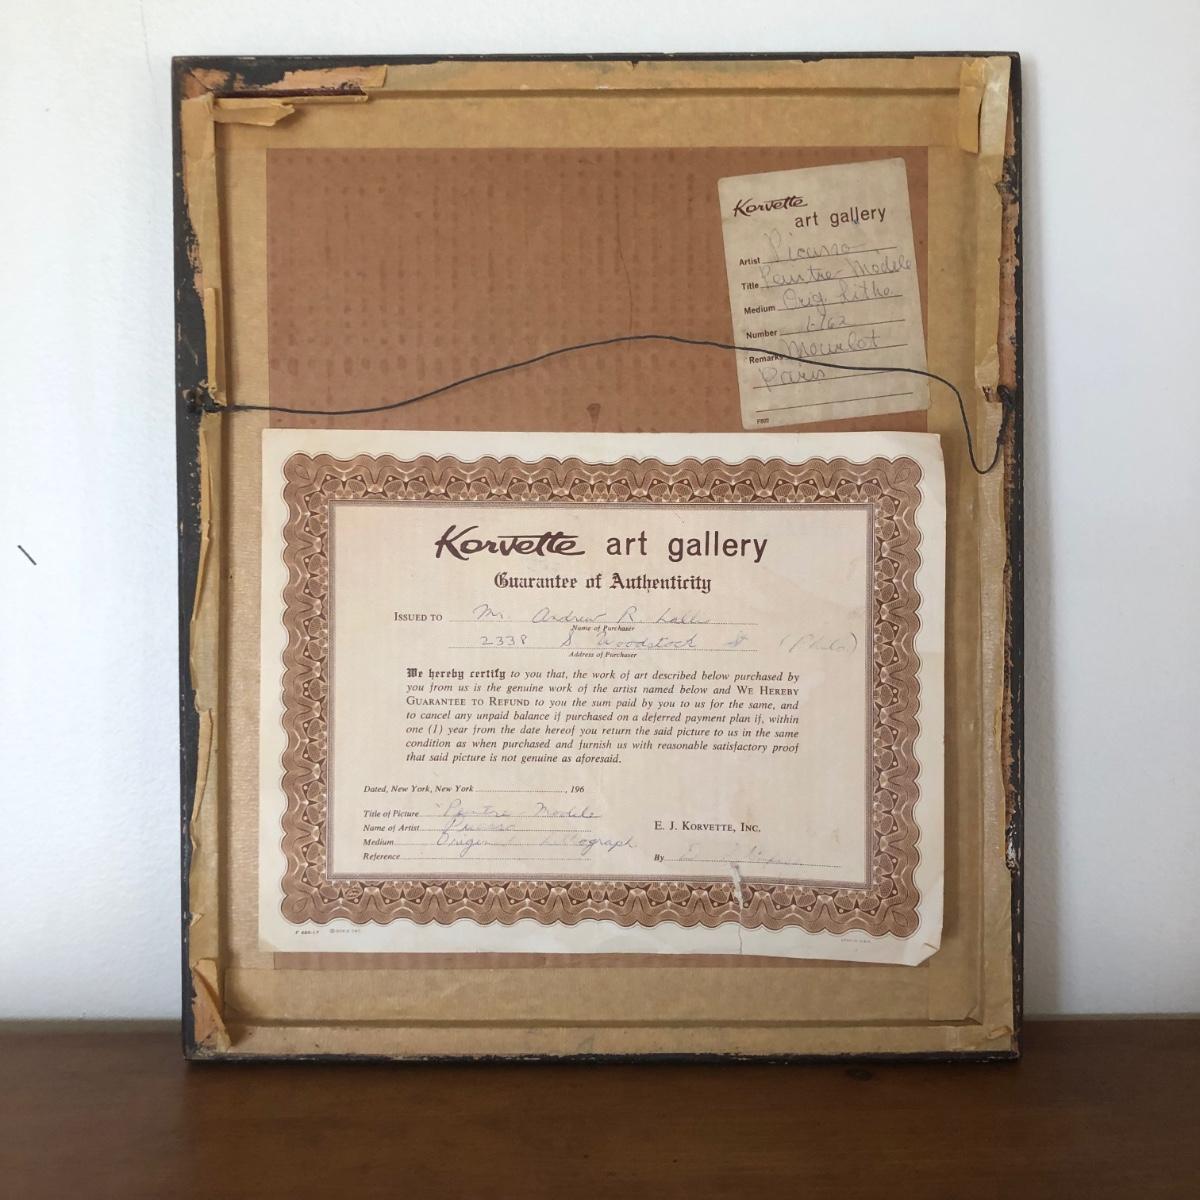 Korvette
art gallery
Artist Picasso
Title Peintre Modele
Medium Orig. Litho.
Number
Remarks Mourlot
Paris
F800
Korvette art gallery
Guarantee of Authenticity
ISSUED TO Mr. Andrew R.
Name of Purchaser
2338 S Woodstock St (Phila.)
Address of Purchaser
We hereby certify to you that, the work of art described below purchased by
you from us is the genuine work of the artist named below and WE HEREBY
GUARANTEE TO REFUND to you the sum paid by you to us for the same, and
to cancel any unpaid balance if purchased on a deferred payment plan if, within
one (1) year from the date hereof you return the said picture to us in the same
condition as when purchased and furnish us with reasonable satisfactory proof
that said picture is not genuine as aforesaid.
Dated, New York, New York , 196
Title of Picture "Peintre Modele
Name of Artist Picasso
E. J. KORVETTE, INC.
Medium Original Lithograph
Reference
By